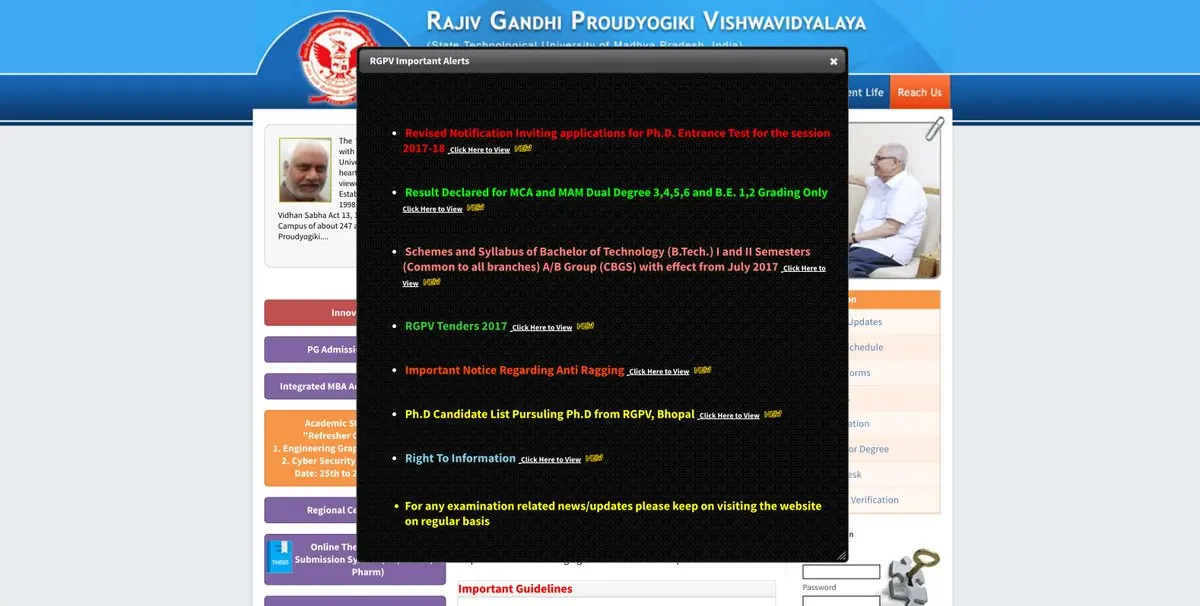 Rajiv Gandhi Proudyogiki Vishwavidyalaya
(State Technological University of Madhya Pradesh, India)
RGPV Important Alerts
ent Life
Reach Us
Revised Notification Inviting applications for Ph.D. Entrance Test for the session
2017-18 Click Here to View NEW
Result Declared for MCA and MAM Dual Degree 3,4,5,6 and B.E. 1,2 Grading Only
Click Here to View NEW
Schemes and Syllabus of Bachelor of Technology (B.Tech.) I and II Semesters
(Common to all branches) A/B Group (CBGS) with effect from July 2017 Click Here to
View NEW
RGPV Tenders 2017 Click Here to View NEW
Important Notice Regarding Anti Ragging Click Here to View NEW
Ph.D Candidate List Pursuling Ph.D from RGPV, Bhopal Click Here to View NEW
Right To Information Click Here to View NEW
For any examination related news/updates please keep on visiting the website
on regular basis
The
with
Unive
heart
view
Estab
1998
Vidhan Sabha Act 13,
Campus of about 247 a
Proudyogiki....
Innov
PG Admissi
Integrated MBA A
Academic St
"Refresher C
1. Engineering Grap
2. Cyber Security
Date: 25th to 2
Regional Ce
THESIS
Online The
Submission Sy
Pharm)
Important Guidelines
on
Updates
chedule
orms
ation
or Degree
esk
Verification
n
Password